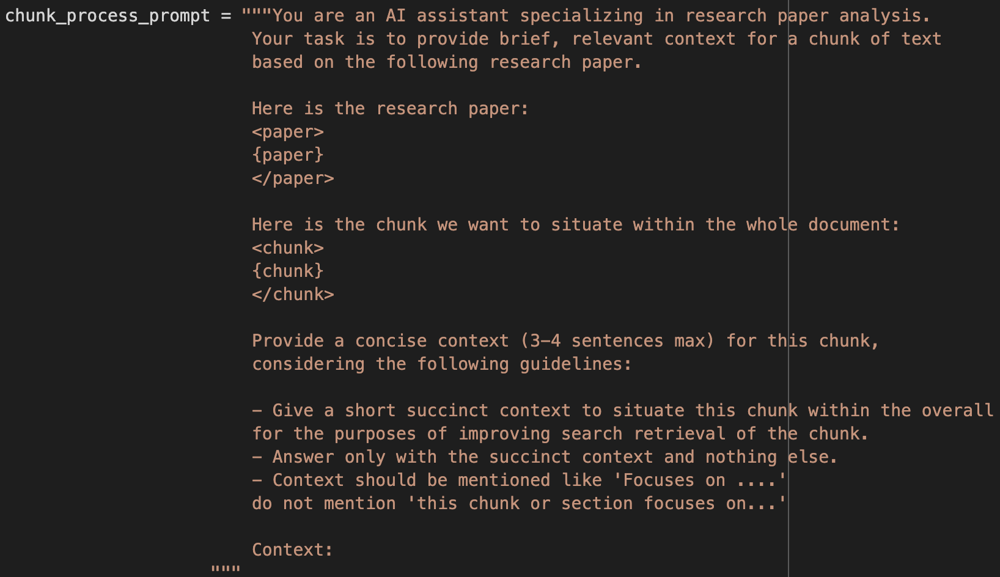 chunk_process_prompt = """You are an AI assistant specializing in research paper analysis.
Your task is to provide brief, relevant context for a chunk of text
based on the following research paper.
Here is the research paper:
<paper>
{paper}
</paper>
Here is the chunk we want to situate within the whole document:
<chunk>
{chunk}
</chunk>
Provide a concise context (3-4 sentences max) for this chunk,
considering the following guidelines:
- Give a short succinct context to situate this chunk within the overall
for the purposes of improving search retrieval of the chunk.
- Answer only with the succinct context and nothing else.
- Context should be mentioned like 'Focuses on ....'
do not mention 'this chunk or section focuses on...'
Context:
"""